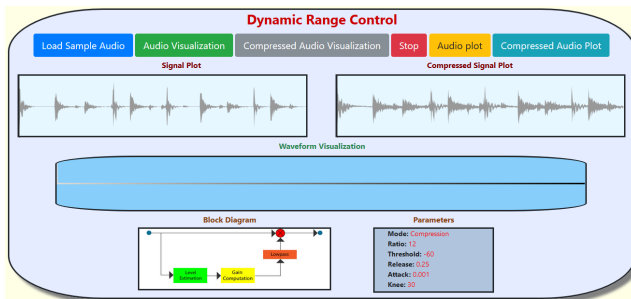 Dynamic Range Control
Load Sample Audio
Audio Visualization
Compressed Audio Visualization
Stop
Audio plot
Compressed Audio Plot
Signal Plot
Compressed Signal Plot
Waveform Visualization
Block Diagram
Parameters
Lowpass
Level
Estimation
Gain
Computation
Mode: Compression
Ratio: 12
Threshold: -60
Release: 0.25
Attack: 0.001
Knee: 30